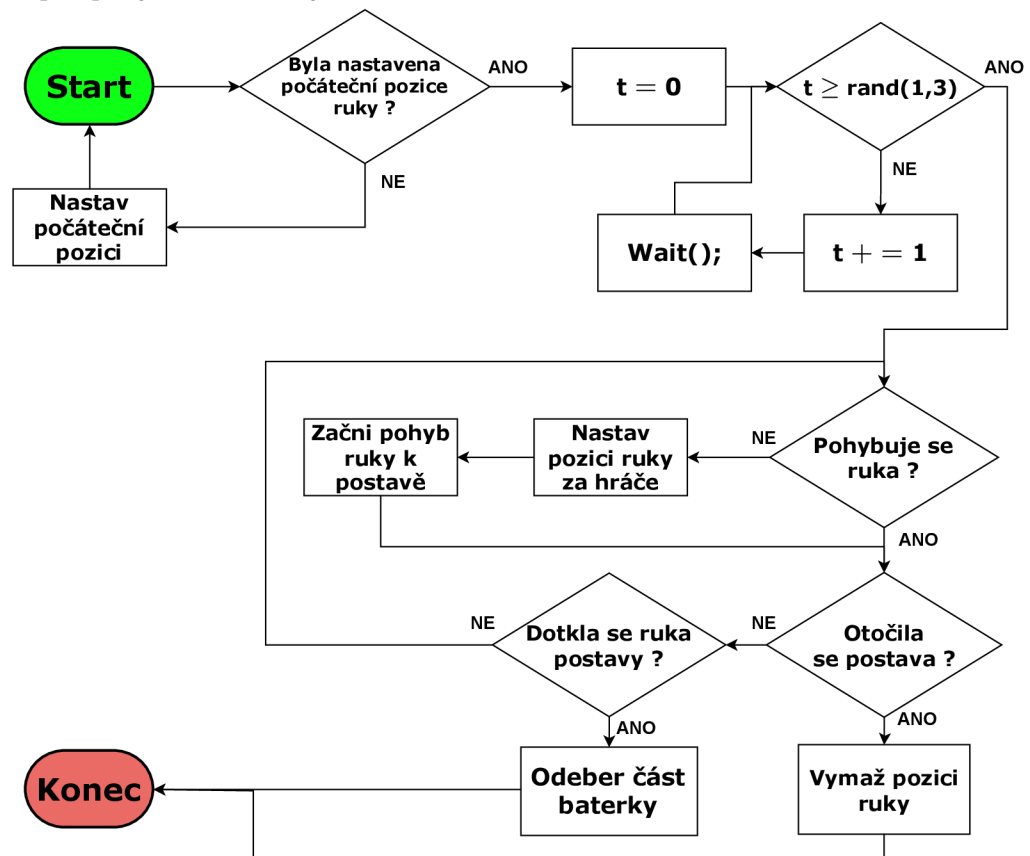 Start
Byla nastavena
počáteční pozice
ruky ?
ANO
t = 0
t ≥ rand(1,3)
ANO
NE
NE
Nastav
počáteční
pozici
Wait();
t + = 1
Začni pohyb
ruky k
postavě
Nastav
pozici ruky
za hráče
NE
Pohybuje se
ruka ?
ANO
NE
Dotkla se ruka
postavy ?
NE
Otočila
se postava ?
ANO
ANO
Konec
Odeber část
baterky
Vymaž pozici
ruky